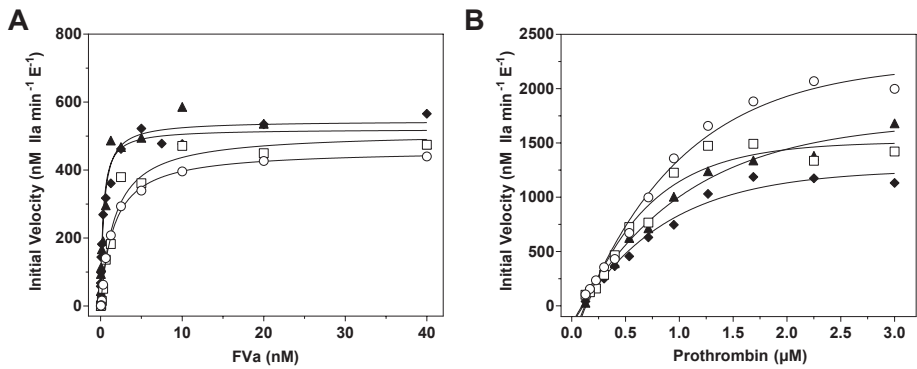 A
Initial Velocity (nM IIa min⁻¹ E⁻¹)
800
600
400
200
0
0 10 20 30 40
FVa (nM)
B
Initial Velocity (nM IIa min⁻¹ E⁻¹)
2500
2000
1500
1000
500
0
0.0 0.5 1.0 1.5 2.0 2.5 3.0
Prothrombin (µM)